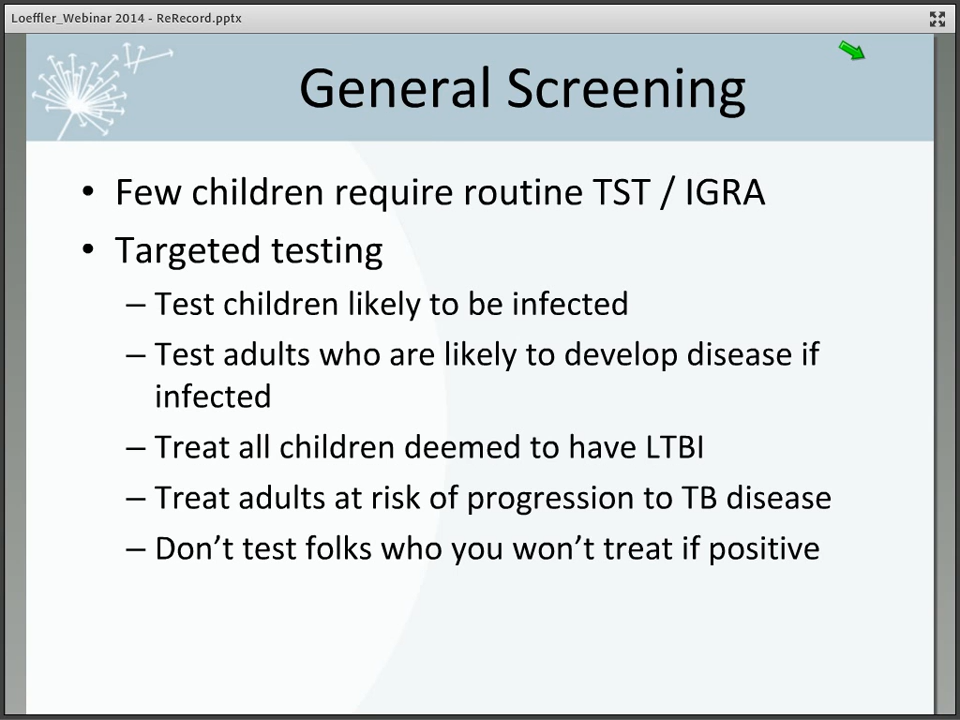 Loeffler_Webinar 2014 - ReRecord.pptx
General Screening
• Few children require routine TST / IGRA
• Targeted testing
– Test children likely to be infected
– Test adults who are likely to develop disease if
infected
– Treat all children deemed to have LTBI
– Treat adults at risk of progression to TB disease
– Don't test folks who you won't treat if positive